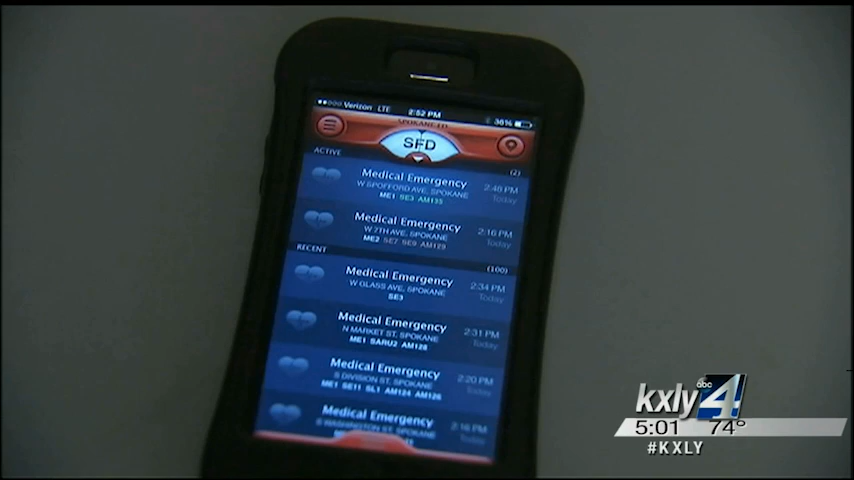 Verizon LTE 2:52 PM 36%
SPOKANE FD
SFD
ACTIVE (2)
Medical Emergency 2:48 PM
W SPOFFORD AVE, SPOKANE Today
ME1 SE3 AM135
Medical Emergency 2:16 PM
W 7TH AVE, SPOKANE Today
ME2 SE7 SE9 AM129
RECENT (100)
Medical Emergency 2:34 PM
W GLASS AVE, SPOKANE Today
SE3
Medical Emergency 2:31 PM
N MARKET ST, SPOKANE Today
ME1 SARU2 AM128
Medical Emergency 2:20 PM
S DIVISION ST, SPOKANE Today
ME1 SE11 SL1 AM124 AM126
Medical Emergency 2:16 PM
S WASHINGTON ST, SPOKANE Today
kxly abc 4
5:01 74°
#KXLY